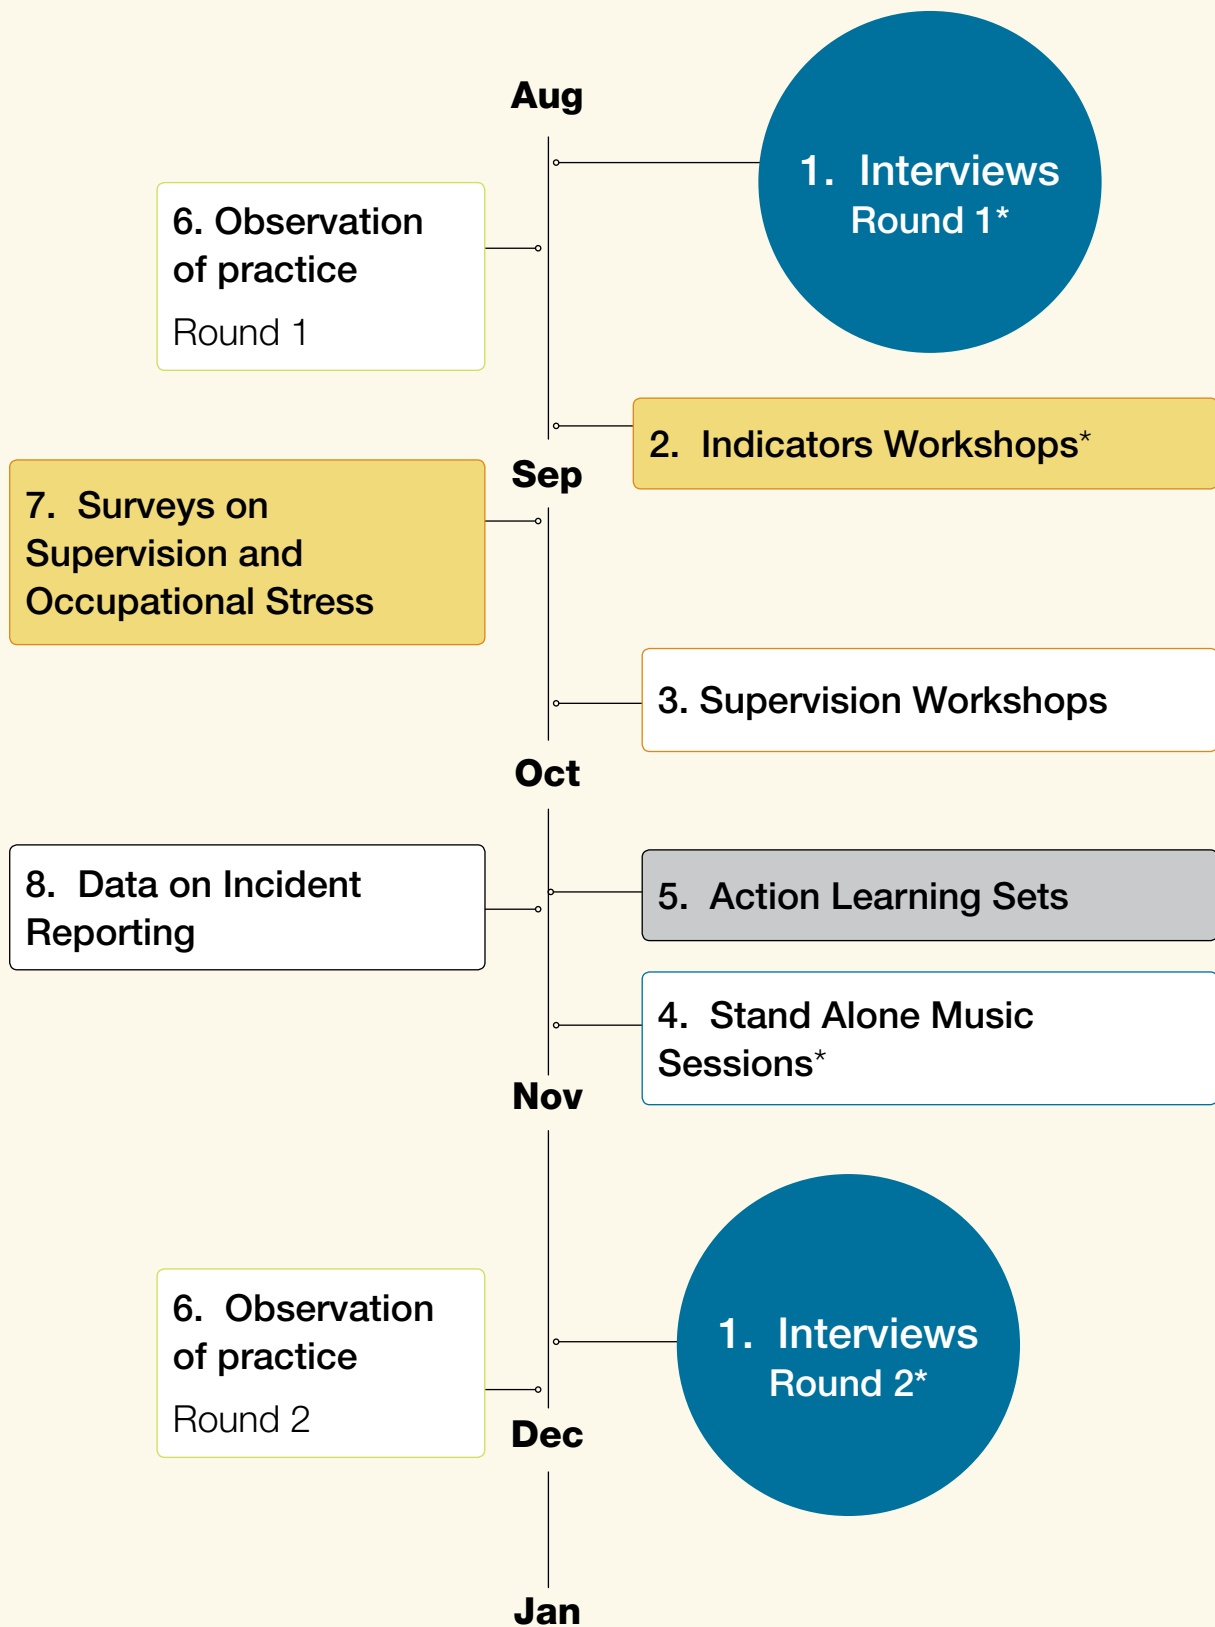 Aug
1. Interviews
Round 1*
6. Observation
of practice
Round 1
2. Indicators Workshops*
Sep
7. Surveys on
Supervision and
Occupational Stress
3. Supervision Workshops
Oct
8. Data on Incident
Reporting
5. Action Learning Sets
4. Stand Alone Music
Sessions*
Nov
6. Observation
of practice
Round 2
1. Interviews
Round 2*
Dec
Jan